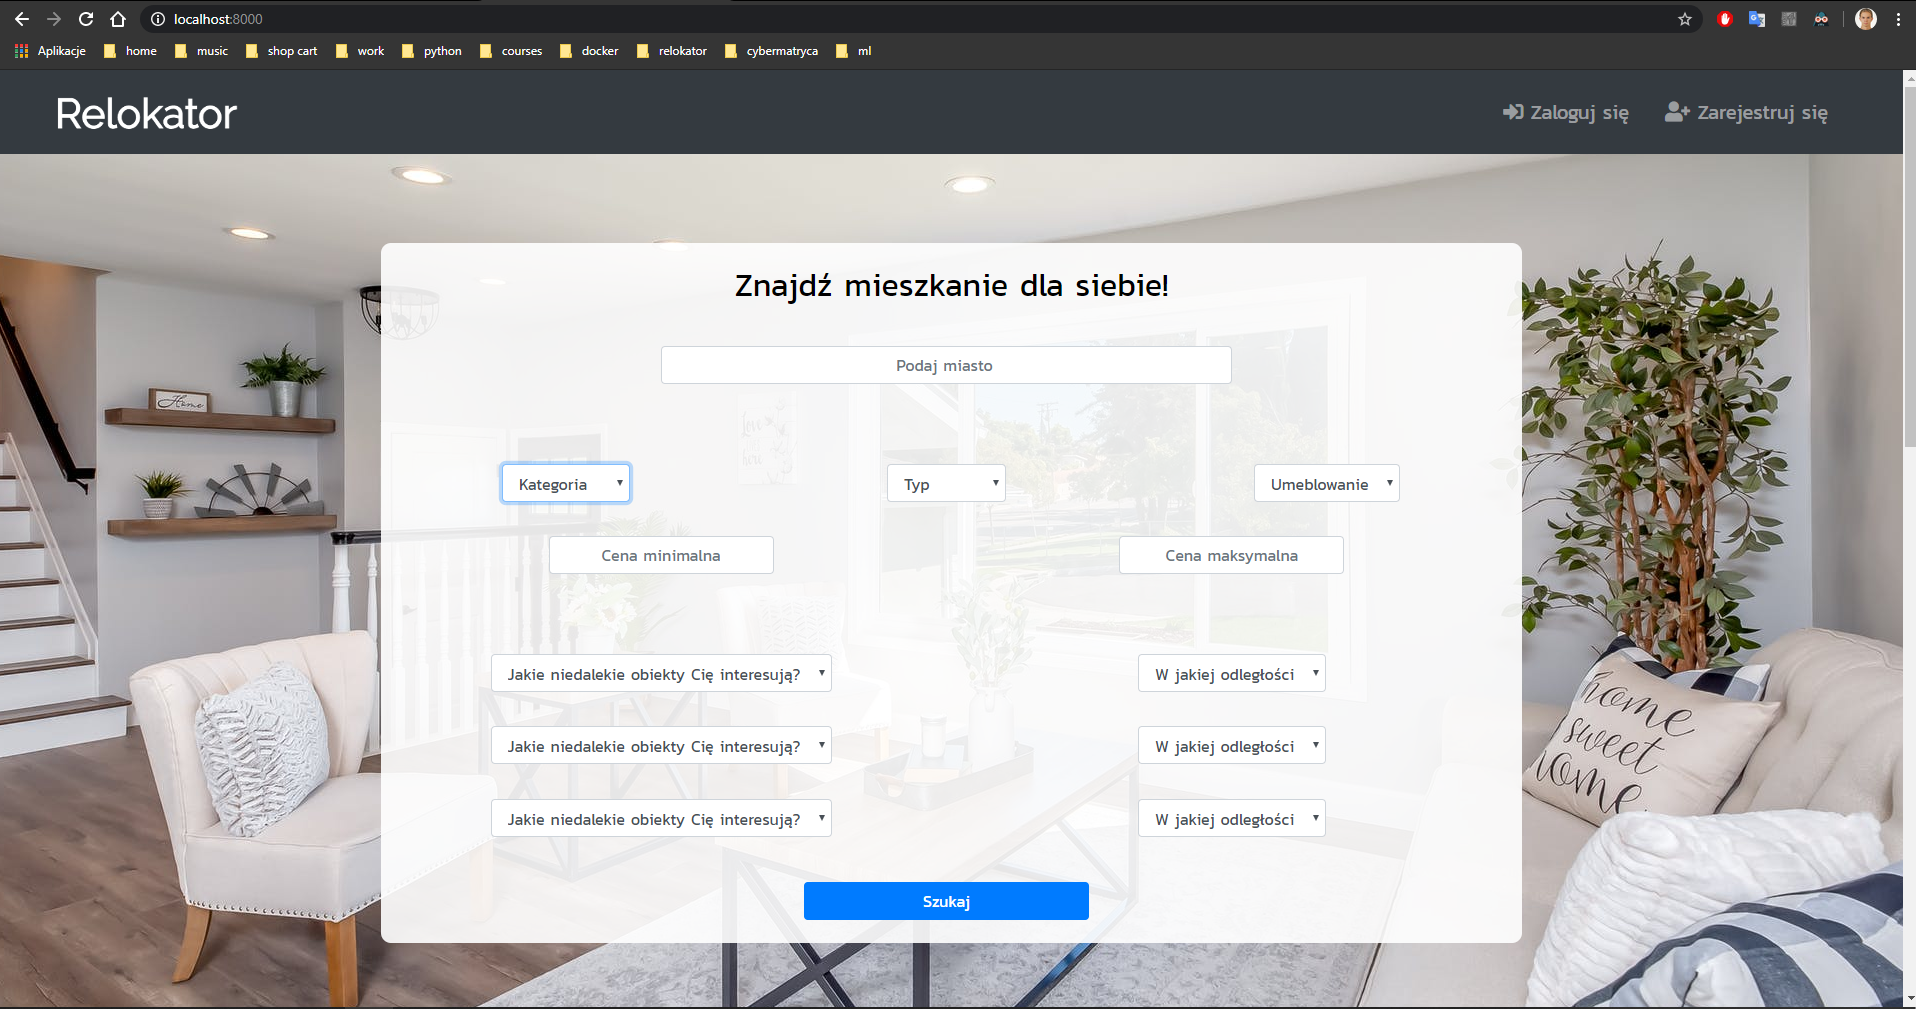 localhost:8000
Aplikacje home music shop cart work python courses docker relokator cybermatryca ml
Relokator
Zaloguj się Zarejestruj się
Znajdź mieszkanie dla siebie!
Podaj miasto
Home
Kategoria Typ Umeblowanie
Cena minimalna Cena maksymalna
Jakie niedalekie obiekty Cię interesują? W jakiej odległości
Jakie niedalekie obiekty Cię interesują? W jakiej odległości
Jakie niedalekie obiekty Cię interesują? W jakiej odległości
Szukaj
home
sweet
home